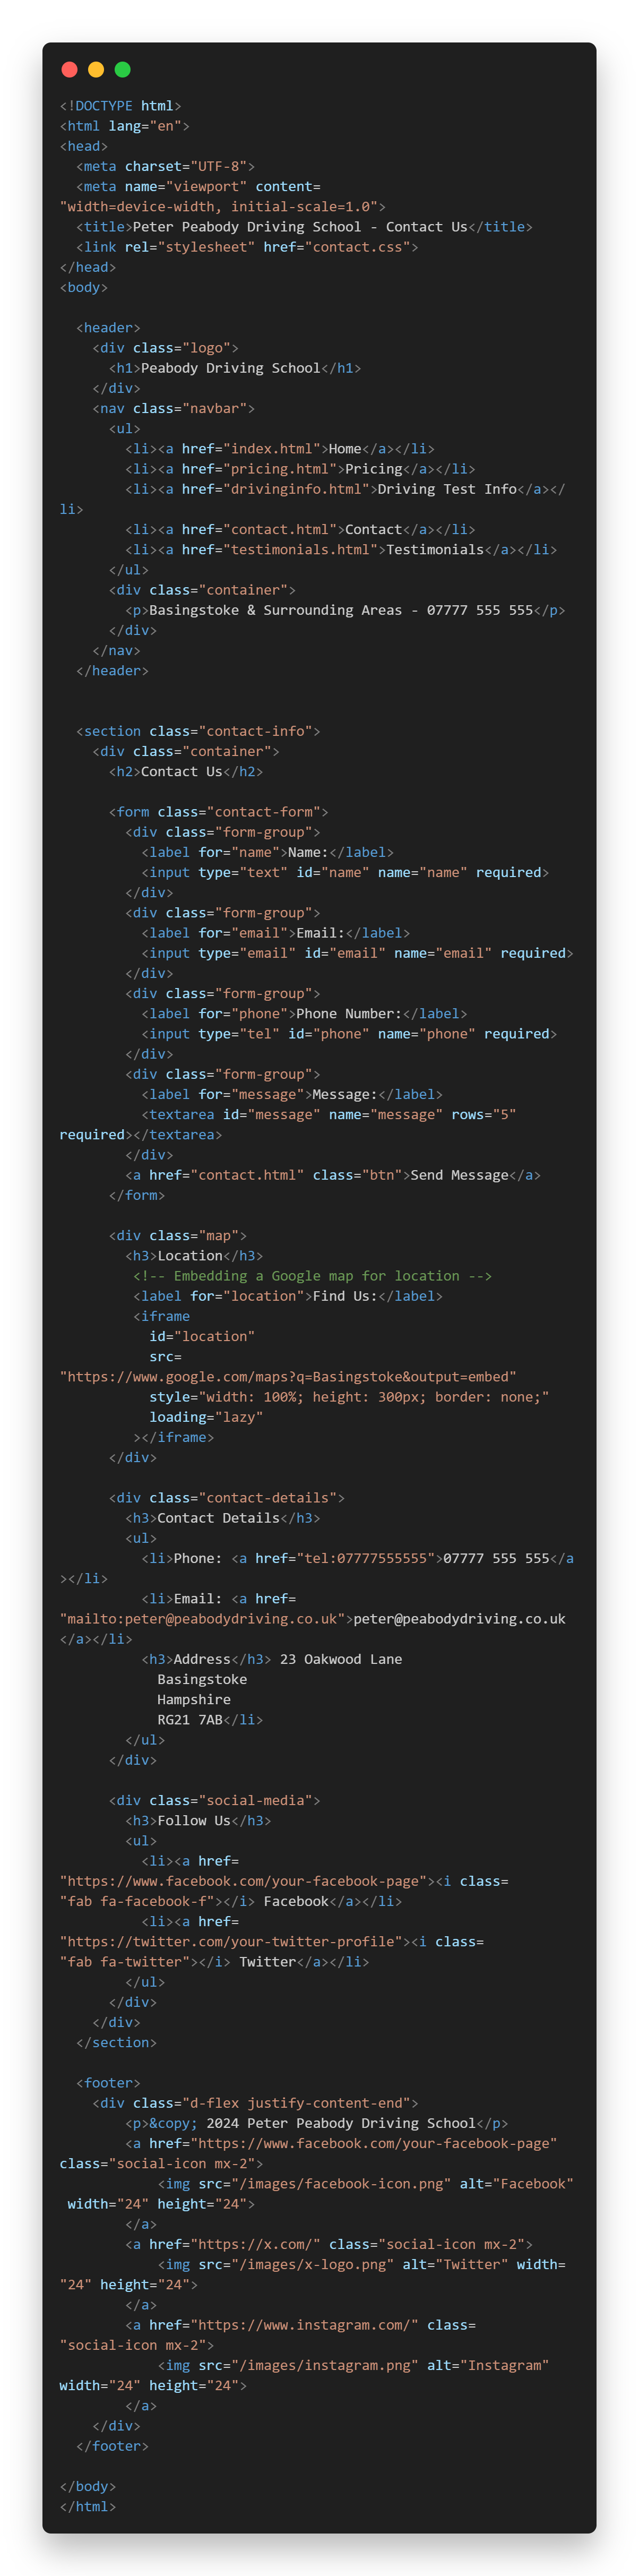 <!DOCTYPE html>
<html lang="en">
<head>
  <meta charset="UTF-8">
  <meta name="viewport" content=
"width=device-width, initial-scale=1.0">
  <title>Peter Peabody Driving School - Contact Us</title>
  <link rel="stylesheet" href="contact.css">
</head>
<body>

  <header>
    <div class="logo">
      <h1>Peabody Driving School</h1>
    </div>
    <nav class="navbar">
      <ul>
        <li><a href="index.html">Home</a></li>
        <li><a href="pricing.html">Pricing</a></li>
        <li><a href="drivinginfo.html">Driving Test Info</a></
li>
        <li><a href="contact.html">Contact</a></li>
        <li><a href="testimonials.html">Testimonials</a></li>
      </ul>
      <div class="container">
        <p>Basingstoke & Surrounding Areas - 07777 555 555</p>
      </div>
    </nav>
  </header>


  <section class="contact-info">
    <div class="container">
      <h2>Contact Us</h2>

      <form class="contact-form">
        <div class="form-group">
          <label for="name">Name:</label>
          <input type="text" id="name" name="name" required>
        </div>
        <div class="form-group">
          <label for="email">Email:</label>
          <input type="email" id="email" name="email" required>
        </div>
        <div class="form-group">
          <label for="phone">Phone Number:</label>
          <input type="tel" id="phone" name="phone" required>
        </div>
        <div class="form-group">
          <label for="message">Message:</label>
          <textarea id="message" name="message" rows="5"
required></textarea>
        </div>
        <a href="contact.html" class="btn">Send Message</a>
      </form>

      <div class="map">
        <h3>Location</h3>
         <!-- Embedding a Google map for location -->
         <label for="location">Find Us:</label>
         <iframe
           id="location"
           src=
"https://www.google.com/maps?q=Basingstoke&output=embed"
           style="width: 100%; height: 300px; border: none;"
           loading="lazy"
         ></iframe>
      </div>

      <div class="contact-details">
        <h3>Contact Details</h3>
        <ul>
          <li>Phone: <a href="tel:07777555555">07777 555 555</a
></li>
          <li>Email: <a href=
"mailto:peter@peabodydriving.co.uk">peter@peabodydriving.co.uk
</a></li>
          <h3>Address</h3> 23 Oakwood Lane
            Basingstoke
            Hampshire
            RG21 7AB</li>
        </ul>
      </div>

      <div class="social-media">
        <h3>Follow Us</h3>
        <ul>
          <li><a href=
"https://www.facebook.com/your-facebook-page"><i class=
"fab fa-facebook-f"></i> Facebook</a></li>
          <li><a href=
"https://twitter.com/your-twitter-profile"><i class=
"fab fa-twitter"></i> Twitter</a></li>
        </ul>
      </div>
    </div>
  </section>

  <footer>
    <div class="d-flex justify-content-end">
        <p>&copy; 2024 Peter Peabody Driving School</p>
        <a href="https://www.facebook.com/your-facebook-page"
class="social-icon mx-2">
            <img src="/images/facebook-icon.png" alt="Facebook"
 width="24" height="24">
        </a>
        <a href="https://x.com/" class="social-icon mx-2">
            <img src="/images/x-logo.png" alt="Twitter" width=
"24" height="24">
        </a>
        <a href="https://www.instagram.com/" class=
"social-icon mx-2">
            <img src="/images/instagram.png" alt="Instagram"
width="24" height="24">
        </a>
    </div>
  </footer>

</body>
</html>